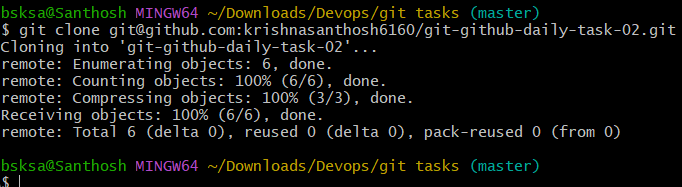 bsksa@Santhosh MINGW64 ~/Downloads/Devops/git tasks (master)
$ git clone git@github.com:krishnasanthosh6160/git-github-daily-task-02.git
Cloning into 'git-github-daily-task-02'...
remote: Enumerating objects: 6, done.
remote: Counting objects: 100% (6/6), done.
remote: Compressing objects: 100% (3/3), done.
Receiving objects: 100% (6/6), done.
remote: Total 6 (delta 0), reused 0 (delta 0), pack-reused 0 (from 0)
bsksa@Santhosh MINGW64 ~/Downloads/Devops/git tasks (master)
$